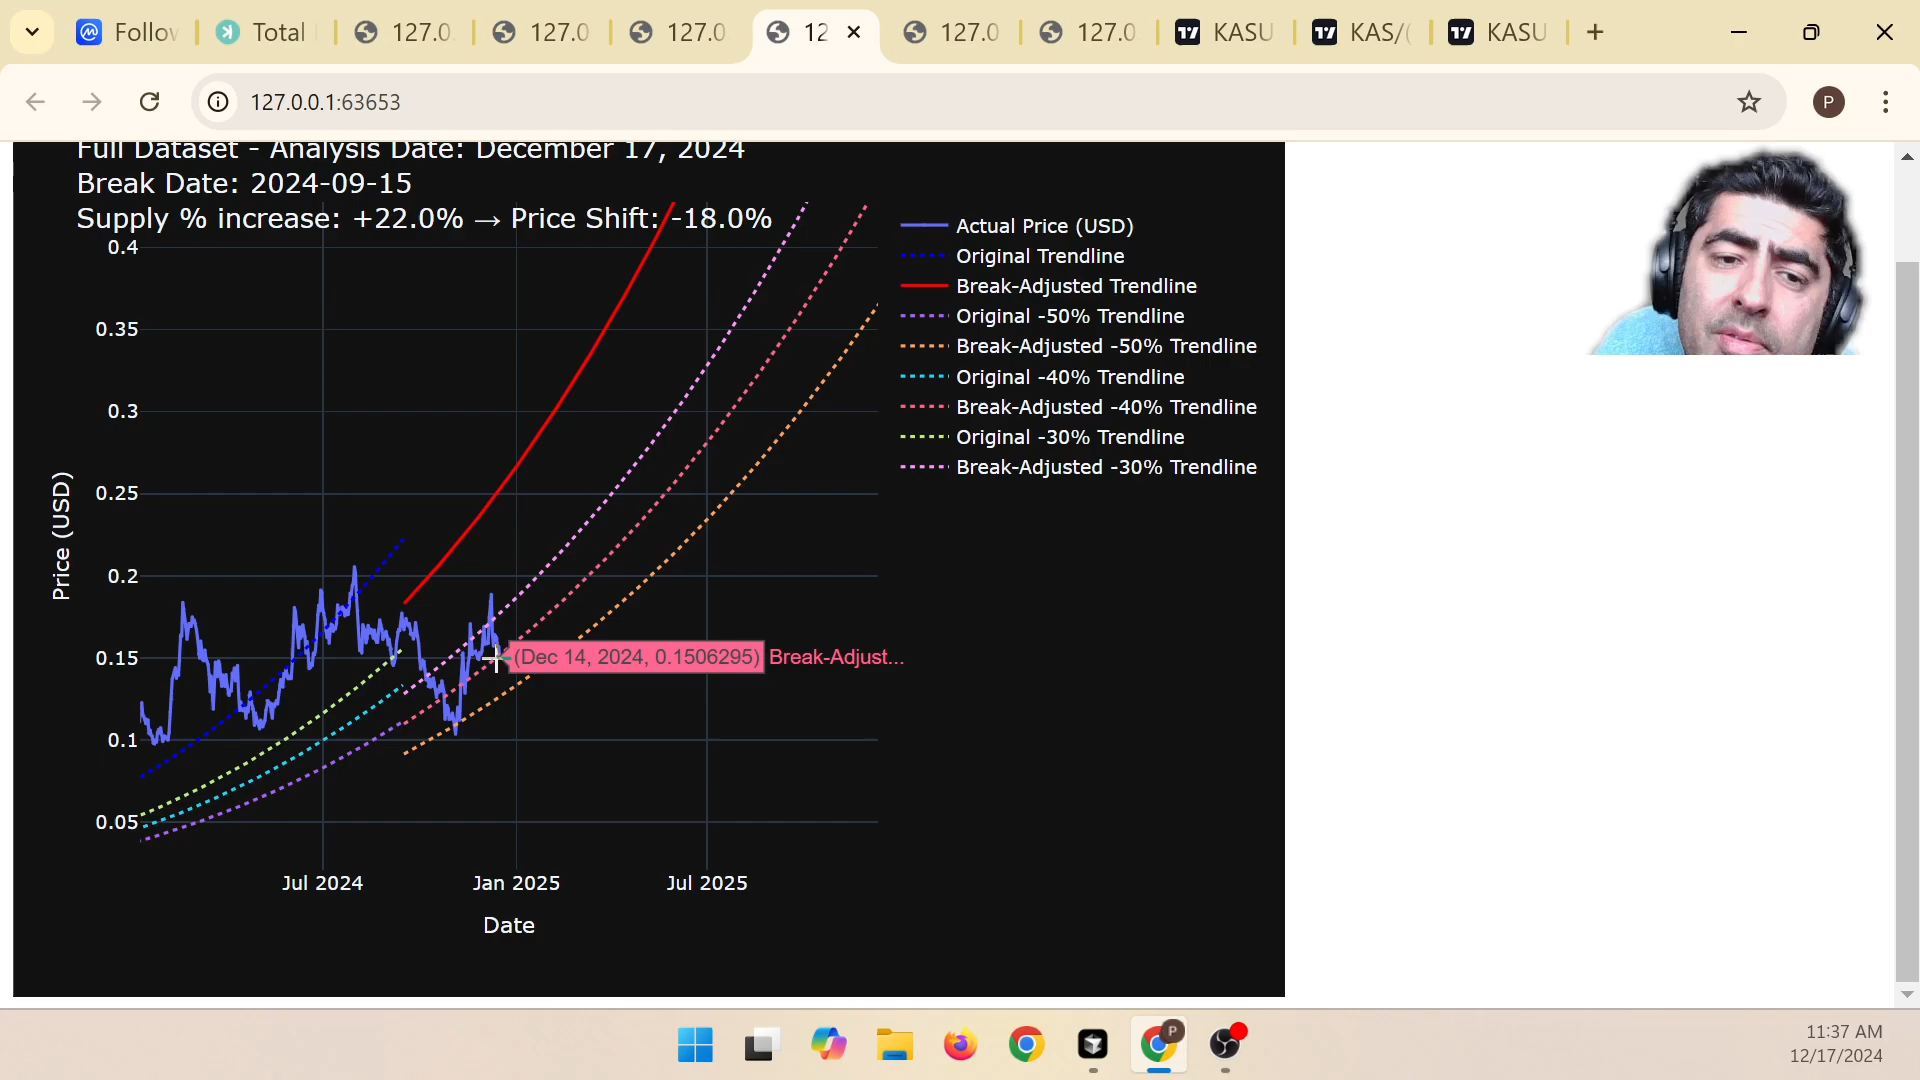 Follow
Total
127.0.
127.0
127.0
12
127.0
127.0
KASU
KAS/(
KASU
127.0.0.1:63653
P
Full Dataset - Analysis Date: December 17, 2024
Break Date: 2024-09-15
Supply % increase: +22.0% → Price Shift: -18.0%
0.4
0.35
0.3
0.25
0.2
0.15
0.1
0.05
Price (USD)
Jul 2024
Jan 2025
Jul 2025
Date
Actual Price (USD)
Original Trendline
Break-Adjusted Trendline
Original -50% Trendline
Break-Adjusted -50% Trendline
Original -40% Trendline
Break-Adjusted -40% Trendline
Original -30% Trendline
Break-Adjusted -30% Trendline
(Dec 14, 2024, 0.1506295) Break-Adjust...
P
11:37 AM
12/17/2024